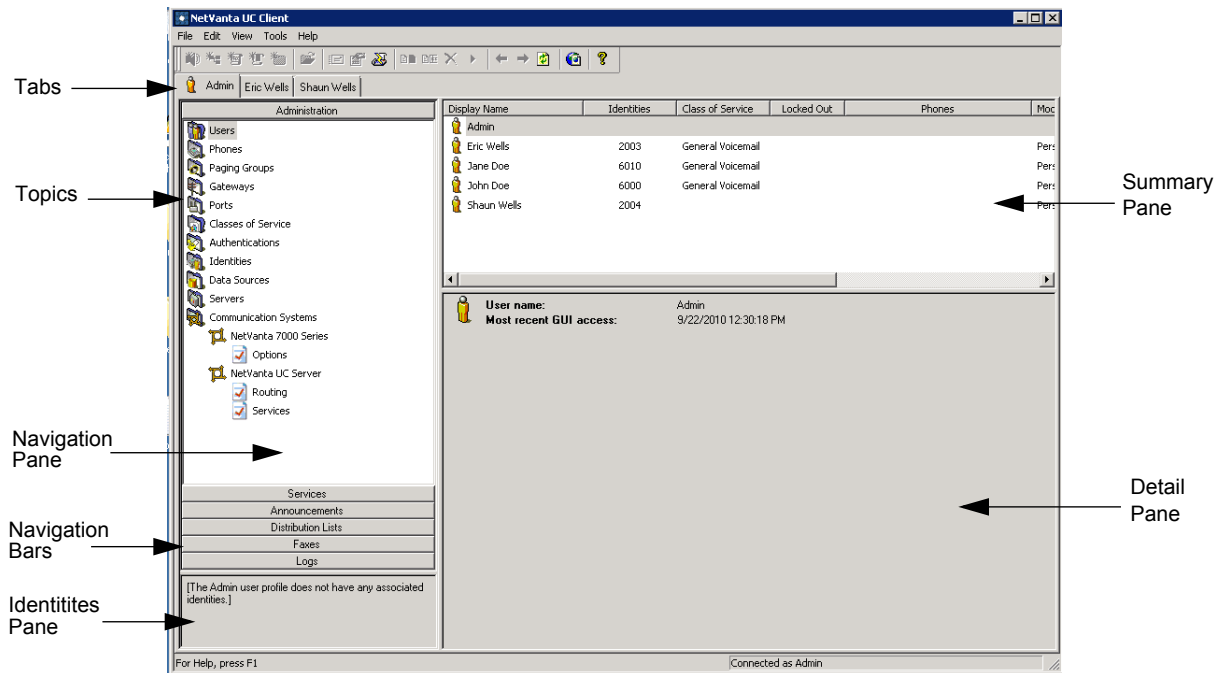 NetVanta UC Client
File Edit View Tools Help
Tabs
Admin Eric Wells Shaun Wells
Administration
Users
Phones
Paging Groups
Topics
Gateways
Ports
Classes of Service
Authentications
Identities
Data Sources
Servers
Communication Systems
NetVanta 7000 Series
Options
NetVanta UC Server
Routing
Services
Navigation
Pane
Services
Announcements
Distribution Lists
Faxes
Logs
Navigation
Bars
[The Admin user profile does not have any associated
identities.]
Identitites
Pane
Display Name Identities Class of Service Locked Out Phones Moc
Admin
Eric Wells 2003 General Voicemail Pers
Jane Doe 6010 General Voicemail Pers
John Doe 6000 General Voicemail Pers
Shaun Wells 2004 Pers
Summary
Pane
User name: Admin
Most recent GUI access: 9/22/2010 12:30:18 PM
Detail
Pane
For Help, press F1 Connected as Admin